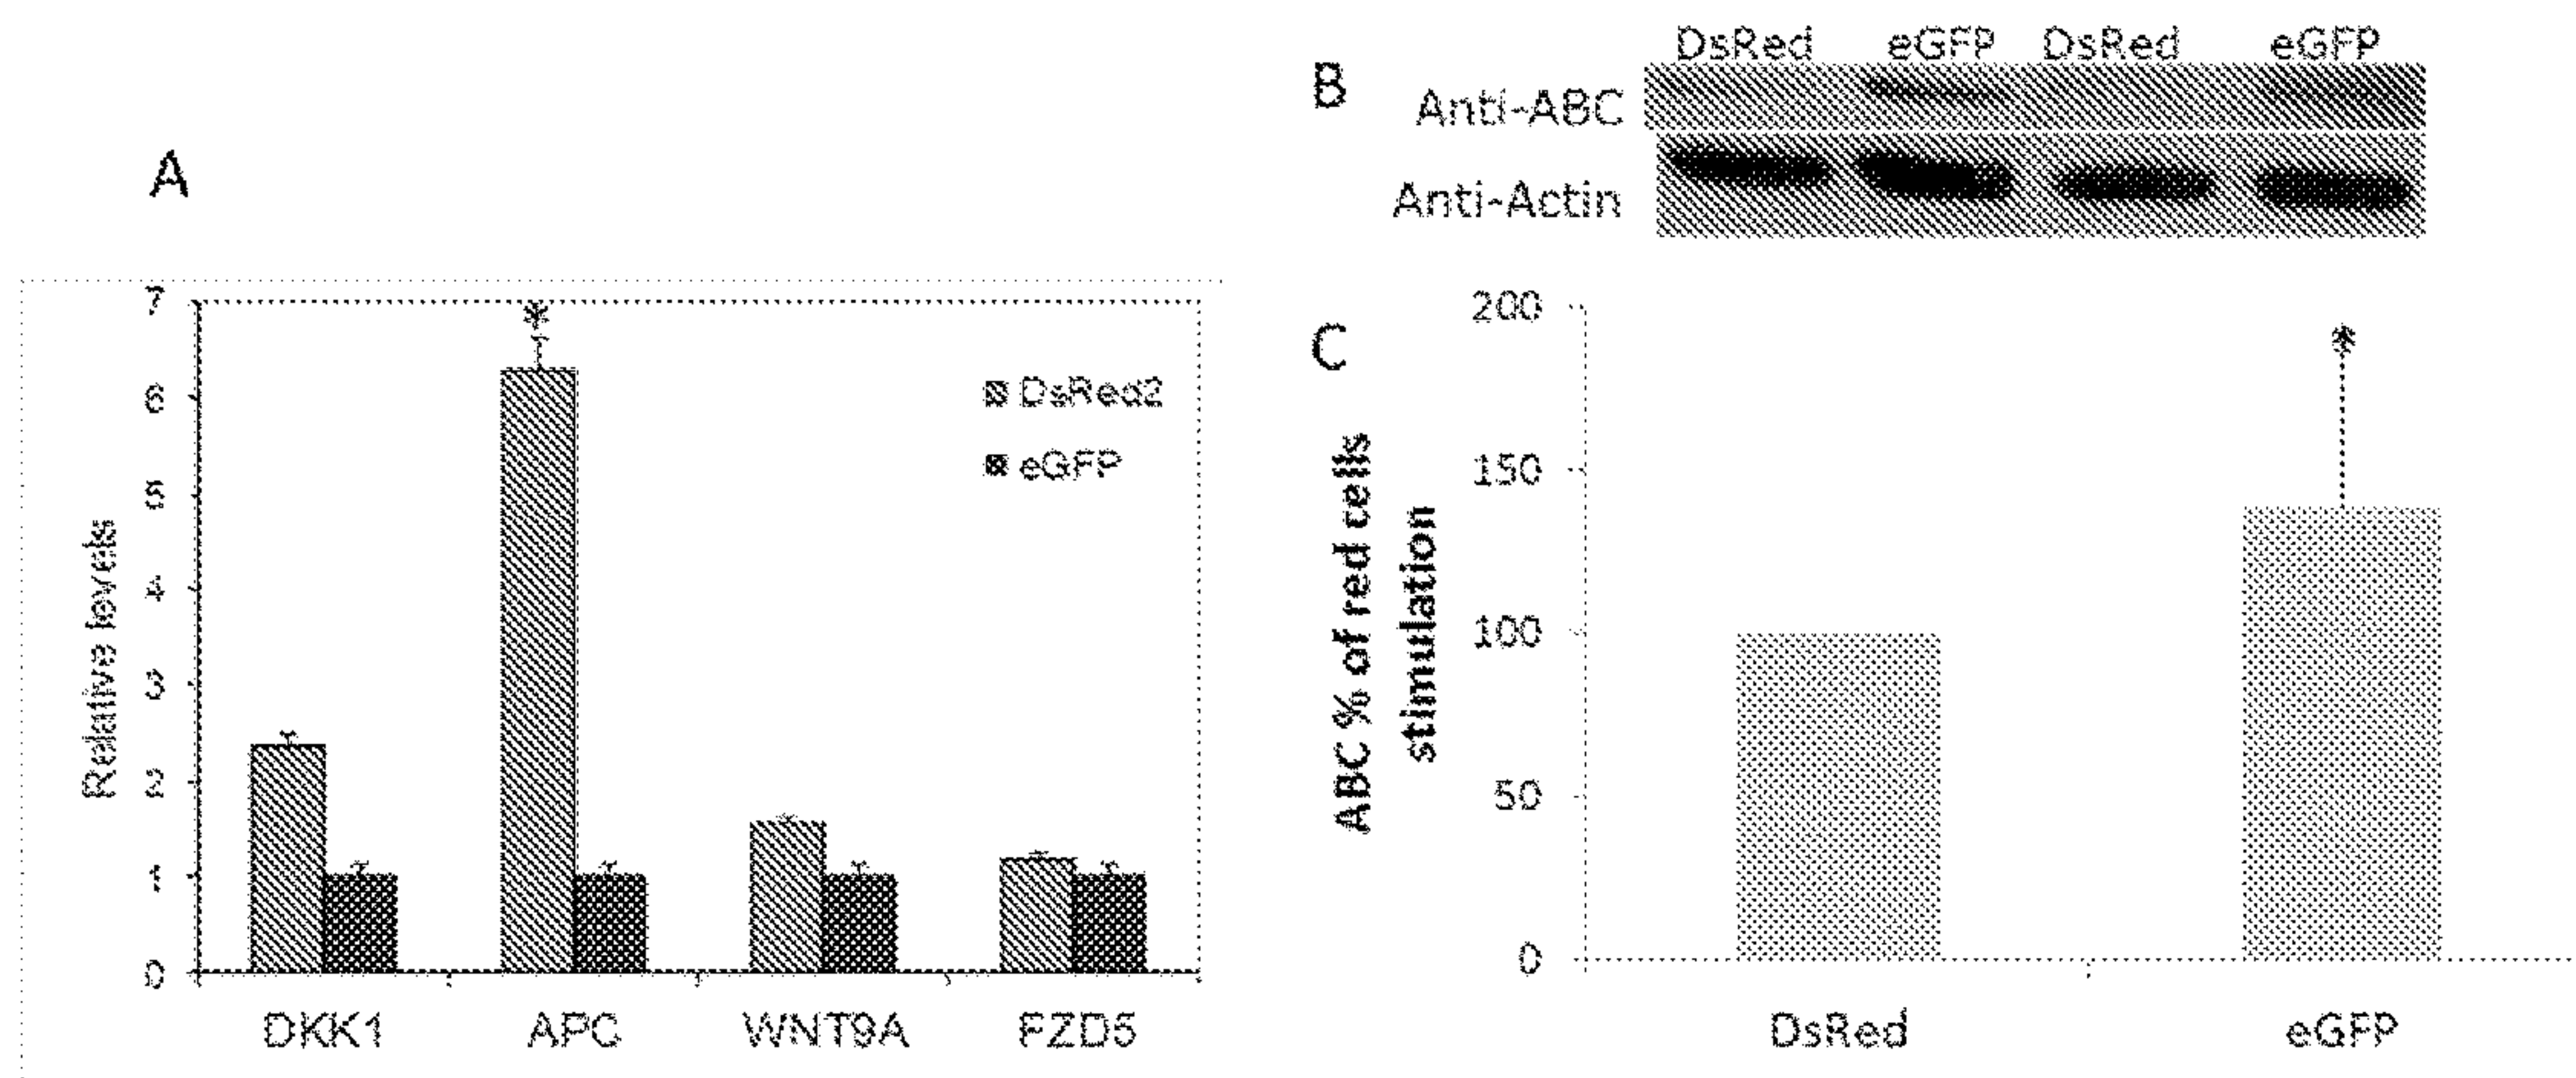 A
7
6
5
4
3
2
1
0
Relative levels
*
DsRed2
eGFP
DKK1 APC WNT9A FZD5
B
DsRed eGFP DsRed eGFP
Anti-ABC
Anti-Actin
C
200
150
100
50
0
ABC % of red cells
stimulation
*
DsRed eGFP